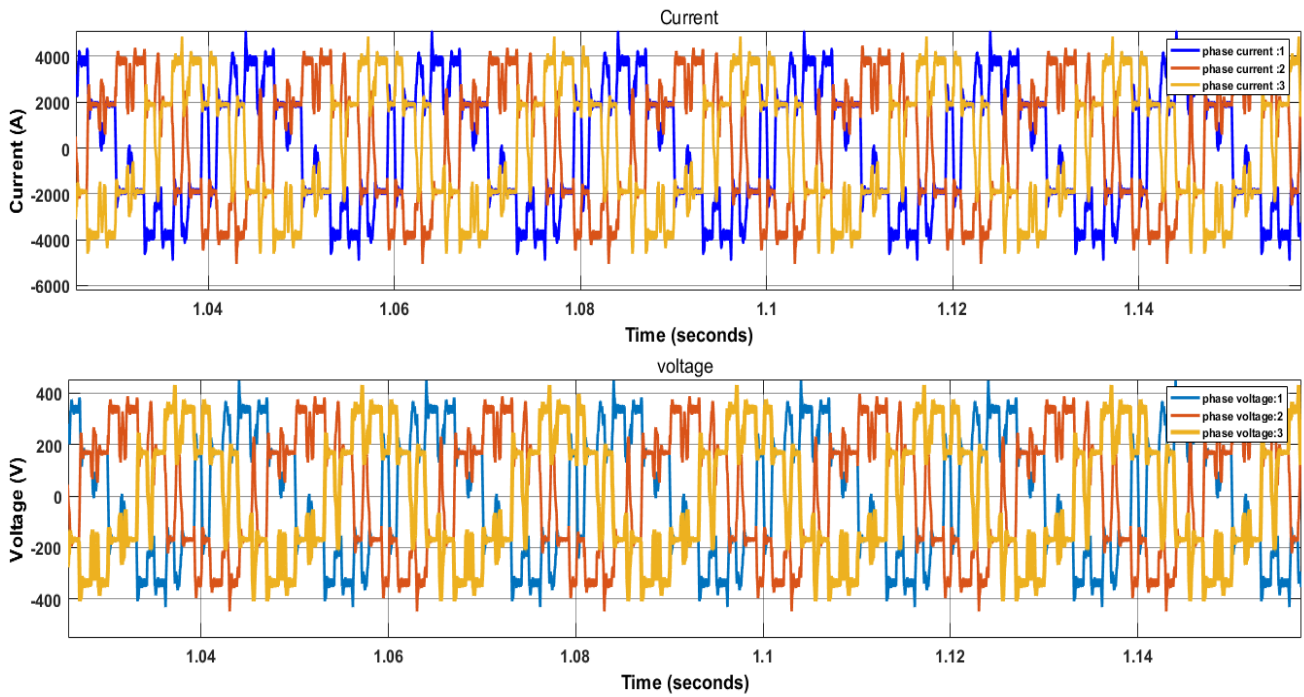 Current
4000
2000
0
-2000
-4000
-6000
Current (A)
phase current :1
phase current :2
phase current :3
1.04
1.06
1.08
1.1
1.12
1.14
Time (seconds)
voltage
400
200
0
-200
-400
Voltage (V)
phase voltage:1
phase voltage:2
phase voltage:3
1.04
1.06
1.08
1.1
1.12
1.14
Time (seconds)